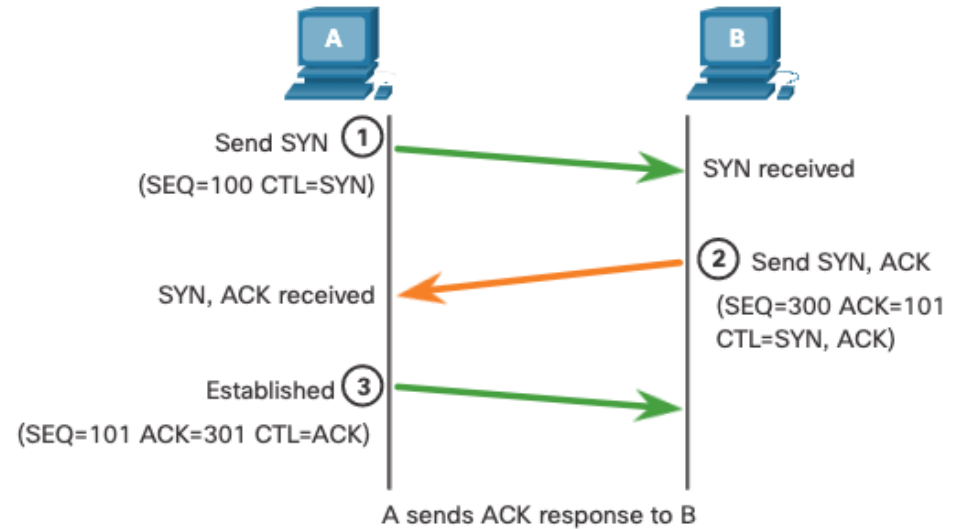 A
B
Send SYN 1
(SEQ=100 CTL=SYN)
SYN received
2 Send SYN, ACK
(SEQ=300 ACK=101
CTL=SYN, ACK)
SYN, ACK received
Established 3
(SEQ=101 ACK=301 CTL=ACK)
A sends ACK response to B